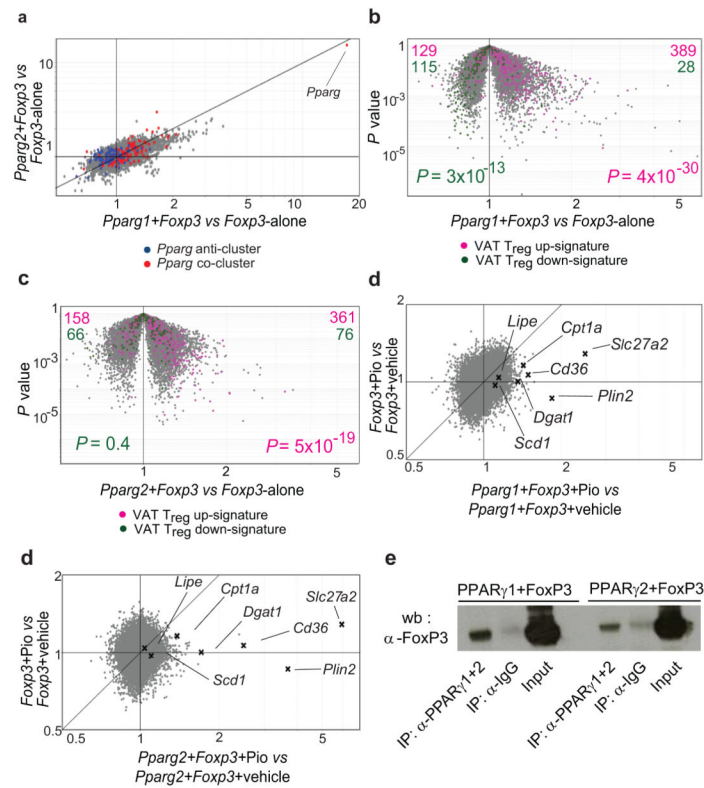 a
Pparg2+Foxp3 vs
Foxp3-alone
10
1
Pparg
1
2
5
10
20
Pparg1+Foxp3 vs Foxp3-alone
Pparg anti-cluster
Pparg co-cluster
b
P value
1
10-3
10-5
129
115
389
28
P = 3x10-13
P = 4x10-30
1
2
5
Pparg1+Foxp3 vs Foxp3-alone
VAT Treg up-signature
VAT Treg down-signature
c
P value
1
10-3
10-5
158
66
361
76
P = 0.4
P = 5x10-19
1
2
5
Pparg2+Foxp3 vs Foxp3-alone
VAT Treg up-signature
VAT Treg down-signature
d
Foxp3+Pio vs
Foxp3+vehicle
2
1
0.5
Lipe
Cpt1a
Slc27a2
Cd36
Plin2
Dgat1
Scd1
0.5
1
2
5
Pparg1+Foxp3+Pio vs
Pparg1+Foxp3+vehicle
d
Foxp3+Pio vs
Foxp3+vehicle
2
1
0.5
Lipe
Cpt1a
Slc27a2
Dgat1
Cd36
Scd1
Plin2
0.5
1
2
5
Pparg2+Foxp3+Pio vs
Pparg2+Foxp3+vehicle
e
PPARγ1+FoxP3
PPARγ2+FoxP3
wb :
α-FoxP3
IP: α-PPARγ1+2
IP: α-IgG
Input
IP: α-PPARγ1+2
IP: α-IgG
Input